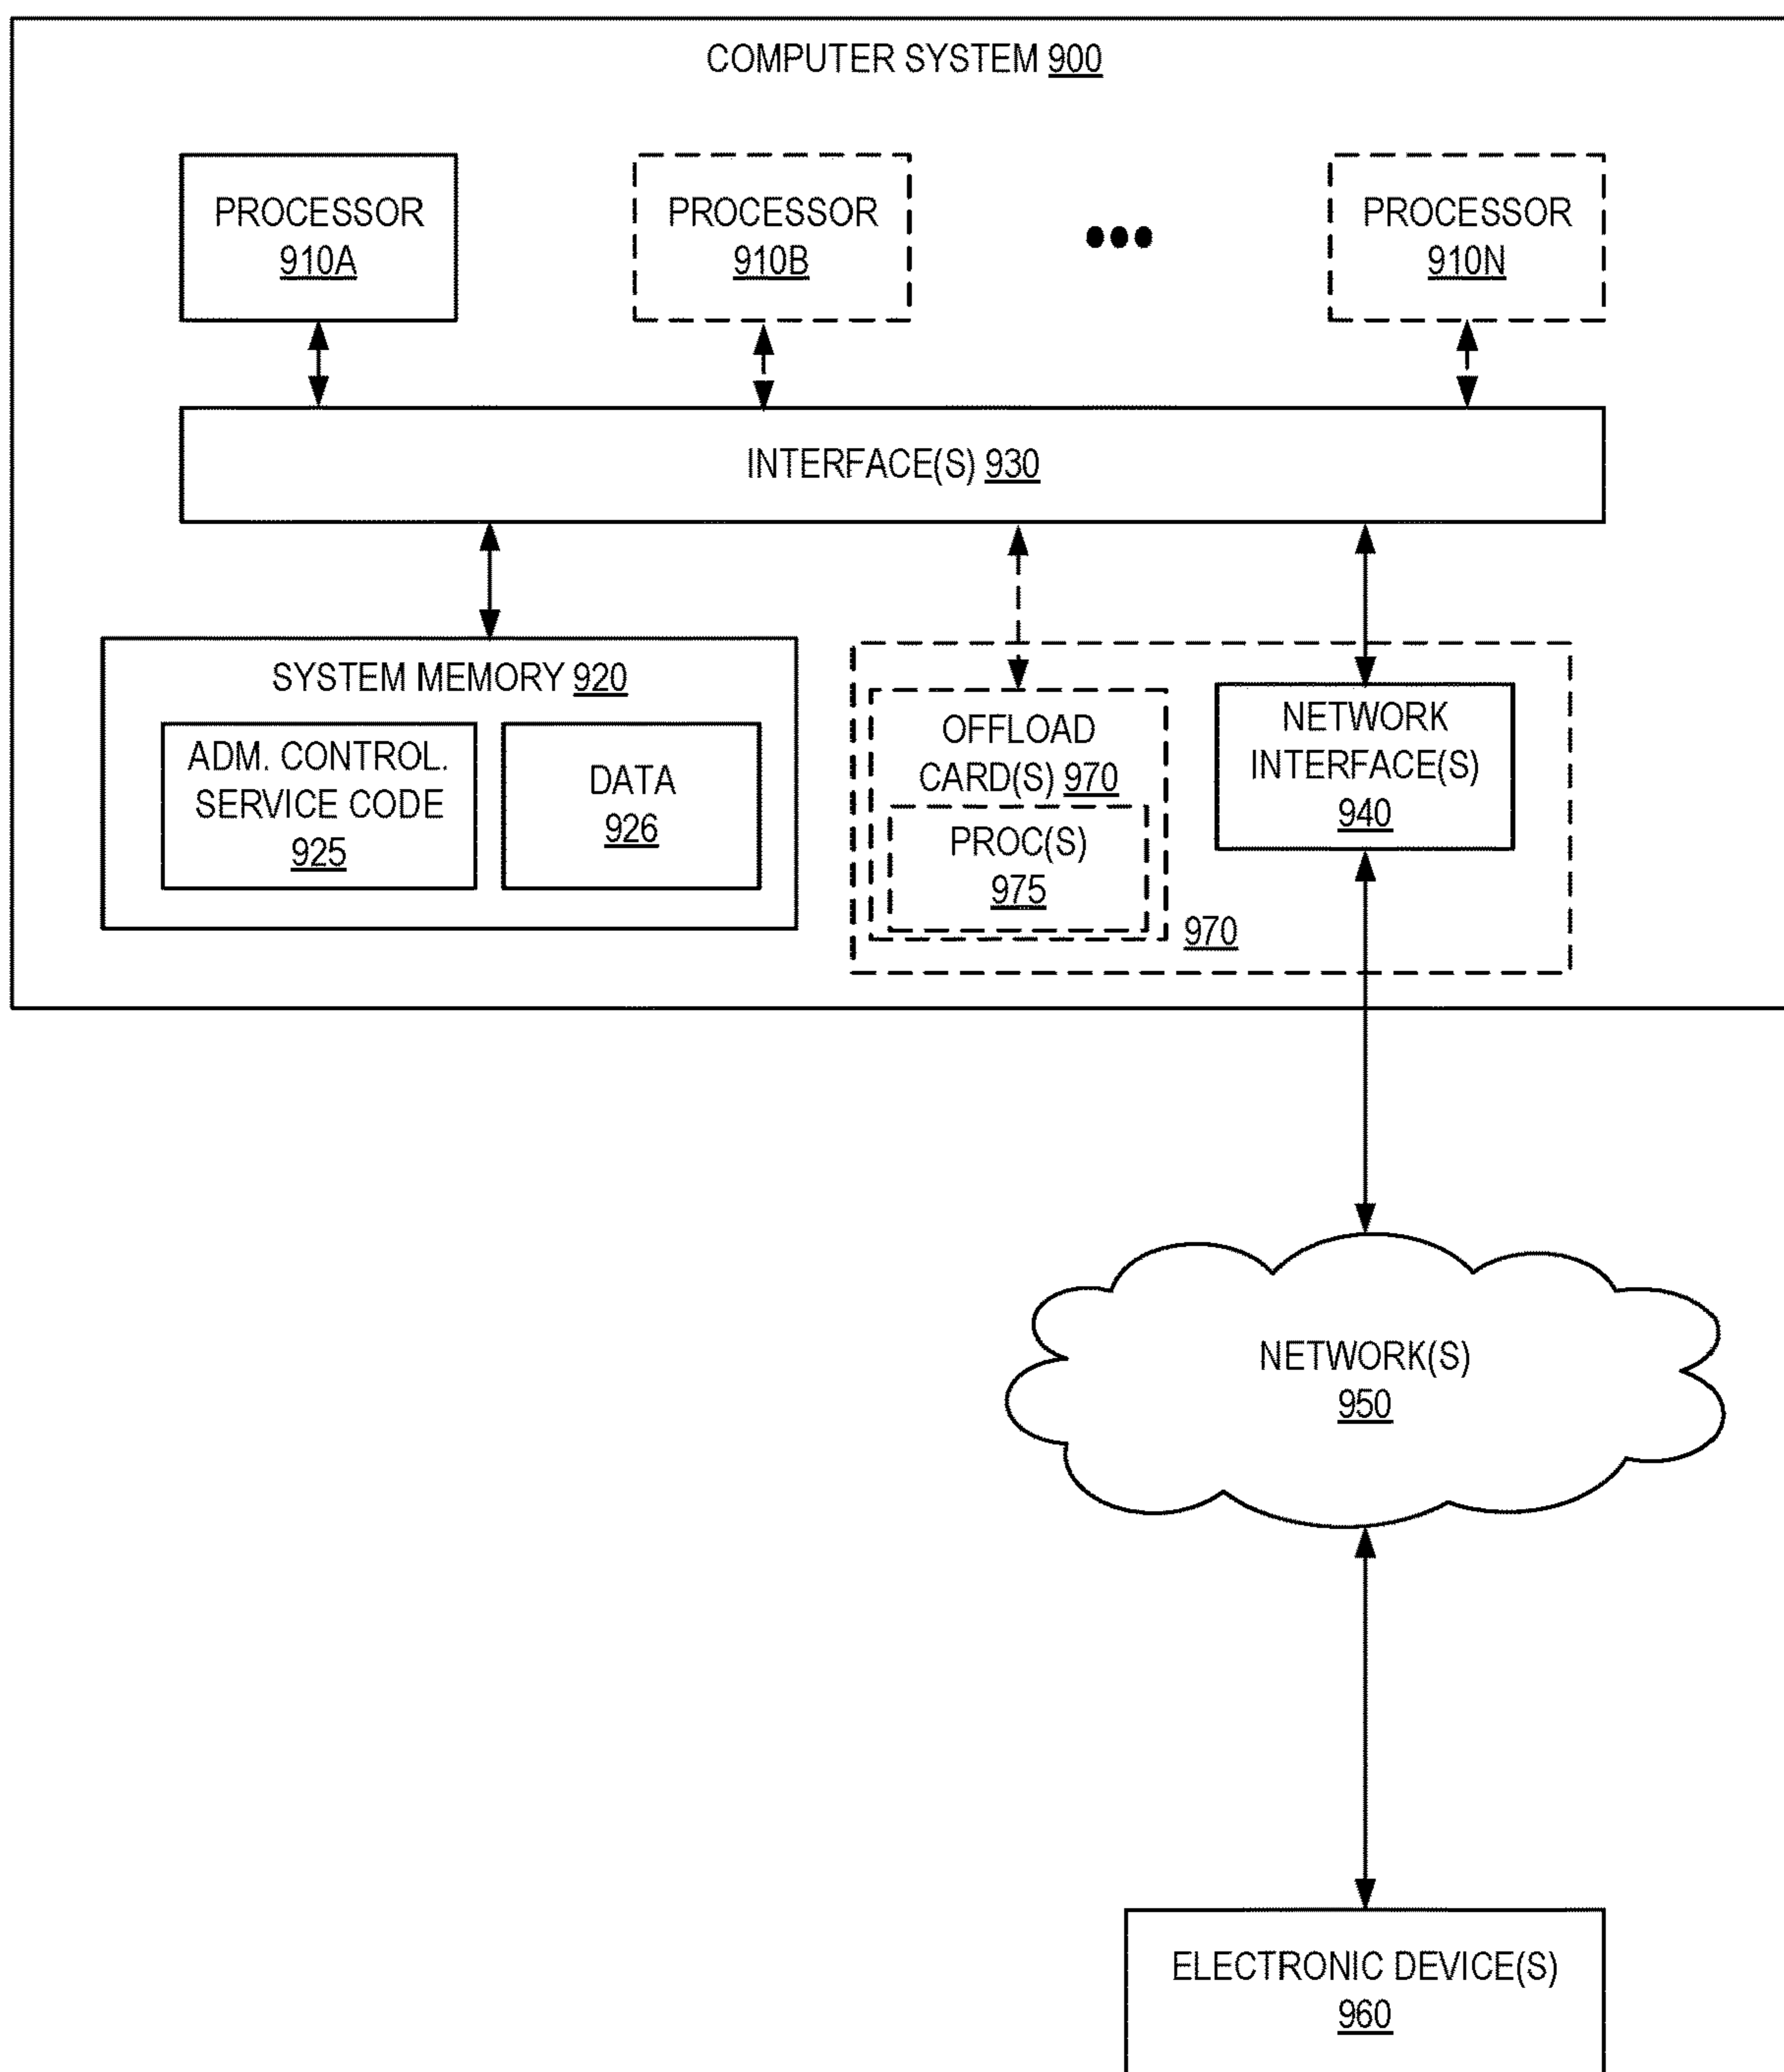 COMPUTER SYSTEM 900
PROCESSOR
910A
PROCESSOR
910B
PROCESSOR
910N
INTERFACE(S) 930
SYSTEM MEMORY 920
ADM. CONTROL.
SERVICE CODE
925
DATA
926
OFFLOAD
CARD(S) 970
PROC(S)
975
NETWORK
INTERFACE(S)
940
970
NETWORK(S)
950
ELECTRONIC DEVICE(S)
960